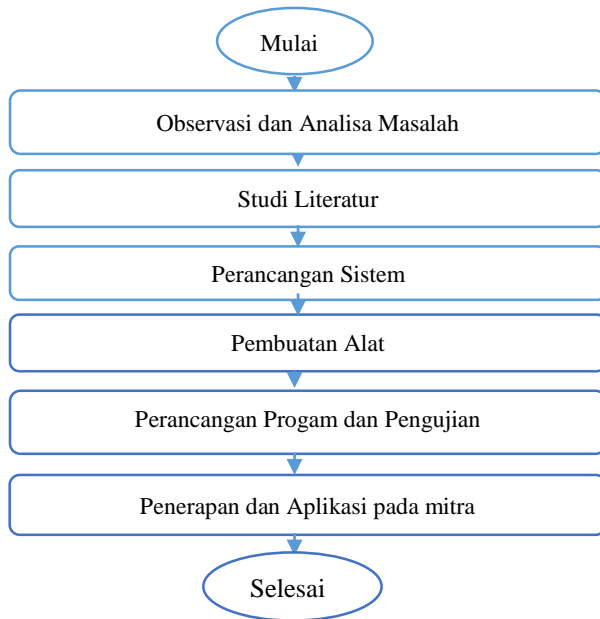 Mulai
Observasi dan Analisa Masalah
Studi Literatur
Perancangan Sistem
Pembuatan Alat
Perancangan Progam dan Pengujian
Penerapan dan Aplikasi pada mitra
Selesai